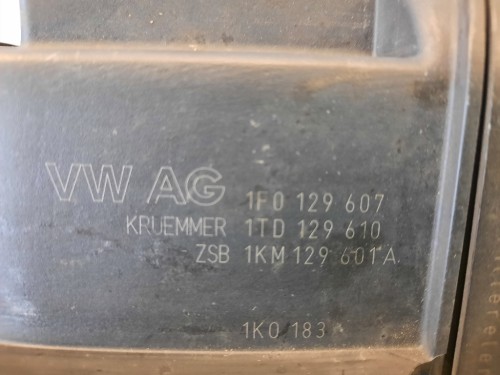 VW AG 1F0 129 607
KRUEMMER 1TD 129 610
ZSB 1KM 129 601 A
1K0 183